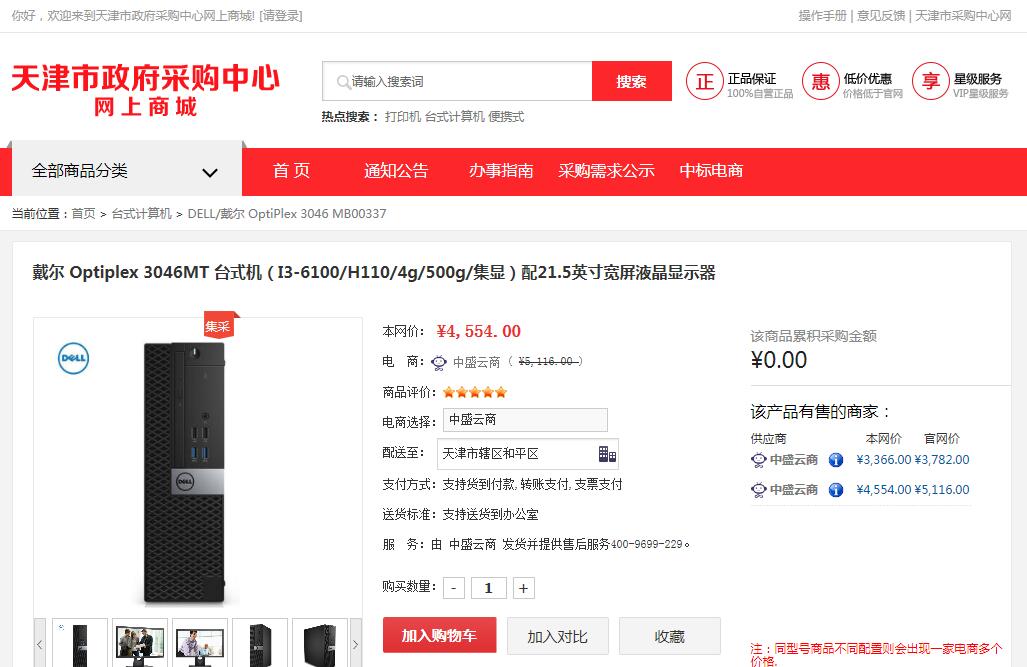 你好，欢迎来到天津市政府采购中心网上商城! [请登录]
操作手册 | 意见反馈 | 天津市采购中心网
天津市政府采购中心
网上商城
请输入搜索词
搜索
热点搜索： 打印机 台式计算机 便携式
正 正品保证
100%自营正品
惠 低价优惠
价格低于官网
享 星级服务
VIP星级服务
全部商品分类
首 页 通知公告 办事指南 采购需求公示 中标电商
当前位置：首页 > 台式计算机 > DELL/戴尔 OptiPlex 3046 MB00337
戴尔 Optiplex 3046MT 台式机（I3-6100/H110/4g/500g/集显）配21.5英寸宽屏液晶显示器
集采
DELL
DELL
本网价： ¥4,554.00
电 商： 中盛云商（ ¥5,116.00 ）
商品评价：
电商选择： 中盛云商
配送至： 天津市辖区和平区
支付方式：支持货到付款,转账支付,支票支付
送货标准：支持送货到办公室
服 务：由 中盛云商 发货并提供售后服务400-9699-229。
购买数量： - 1 +
加入购物车 加入对比 收藏
该商品累积采购金额
¥0.00
该产品有售的商家：
供应商 本网价 官网价
中盛云商 ¥3,366.00 ¥3,782.00
中盛云商 ¥4,554.00 ¥5,116.00
注：同型号商品不同配置则会出现一家电商多个
价格.